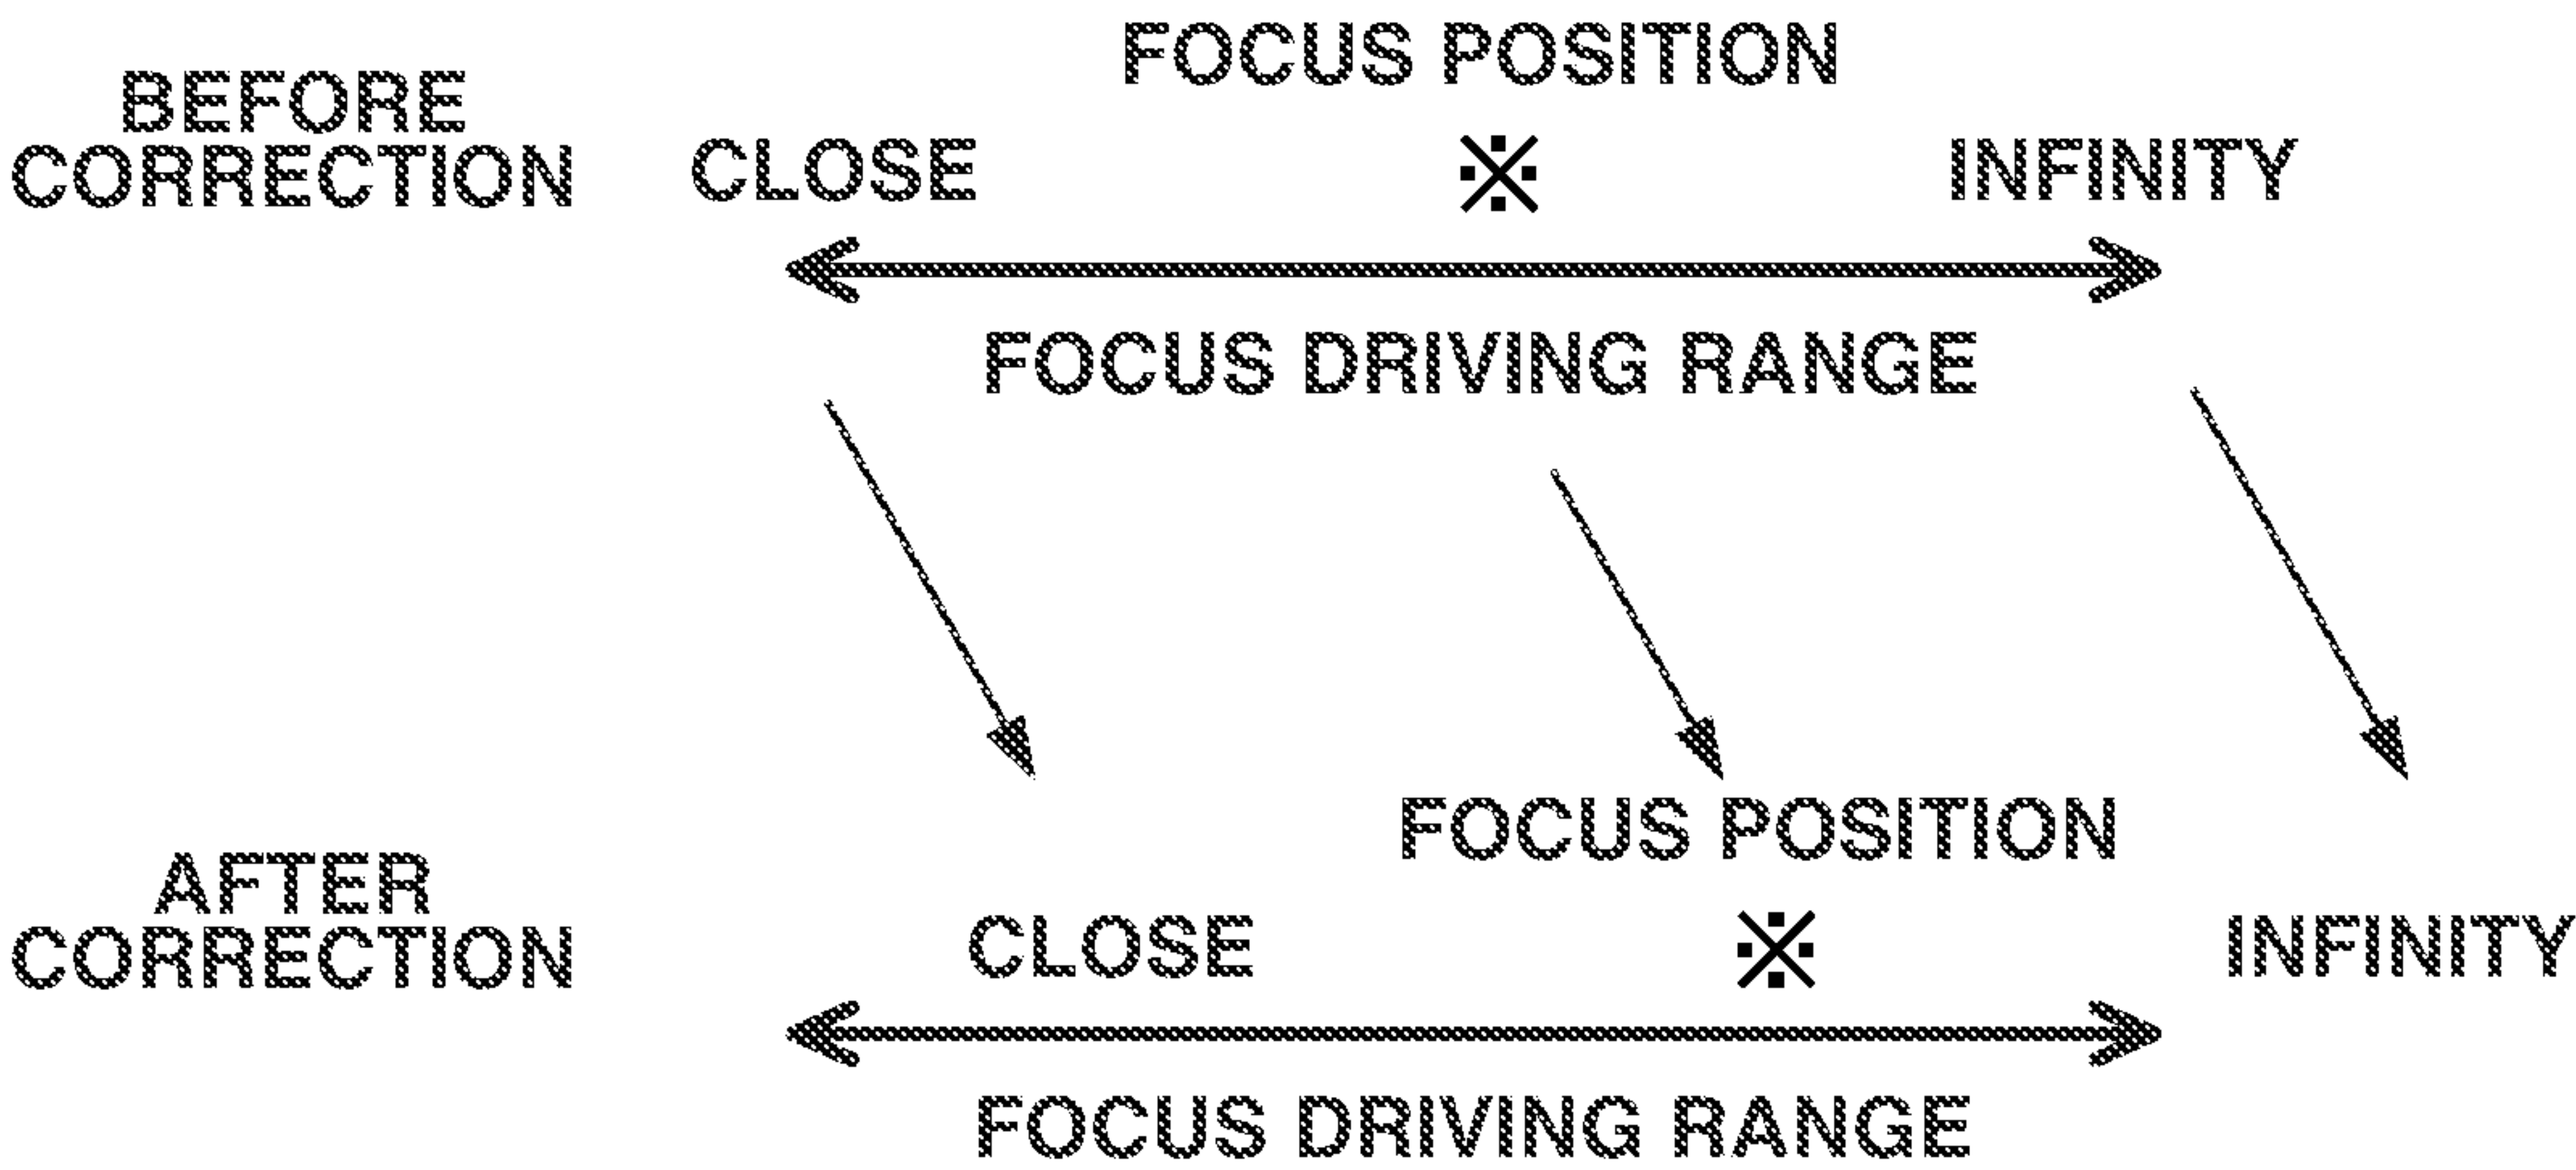 FOCUS POSITION
BEFORE
CORRECTION
CLOSE ※ INFINITY
FOCUS DRIVING RANGE
FOCUS POSITION
AFTER
CORRECTION
CLOSE ※ INFINITY
FOCUS DRIVING RANGE